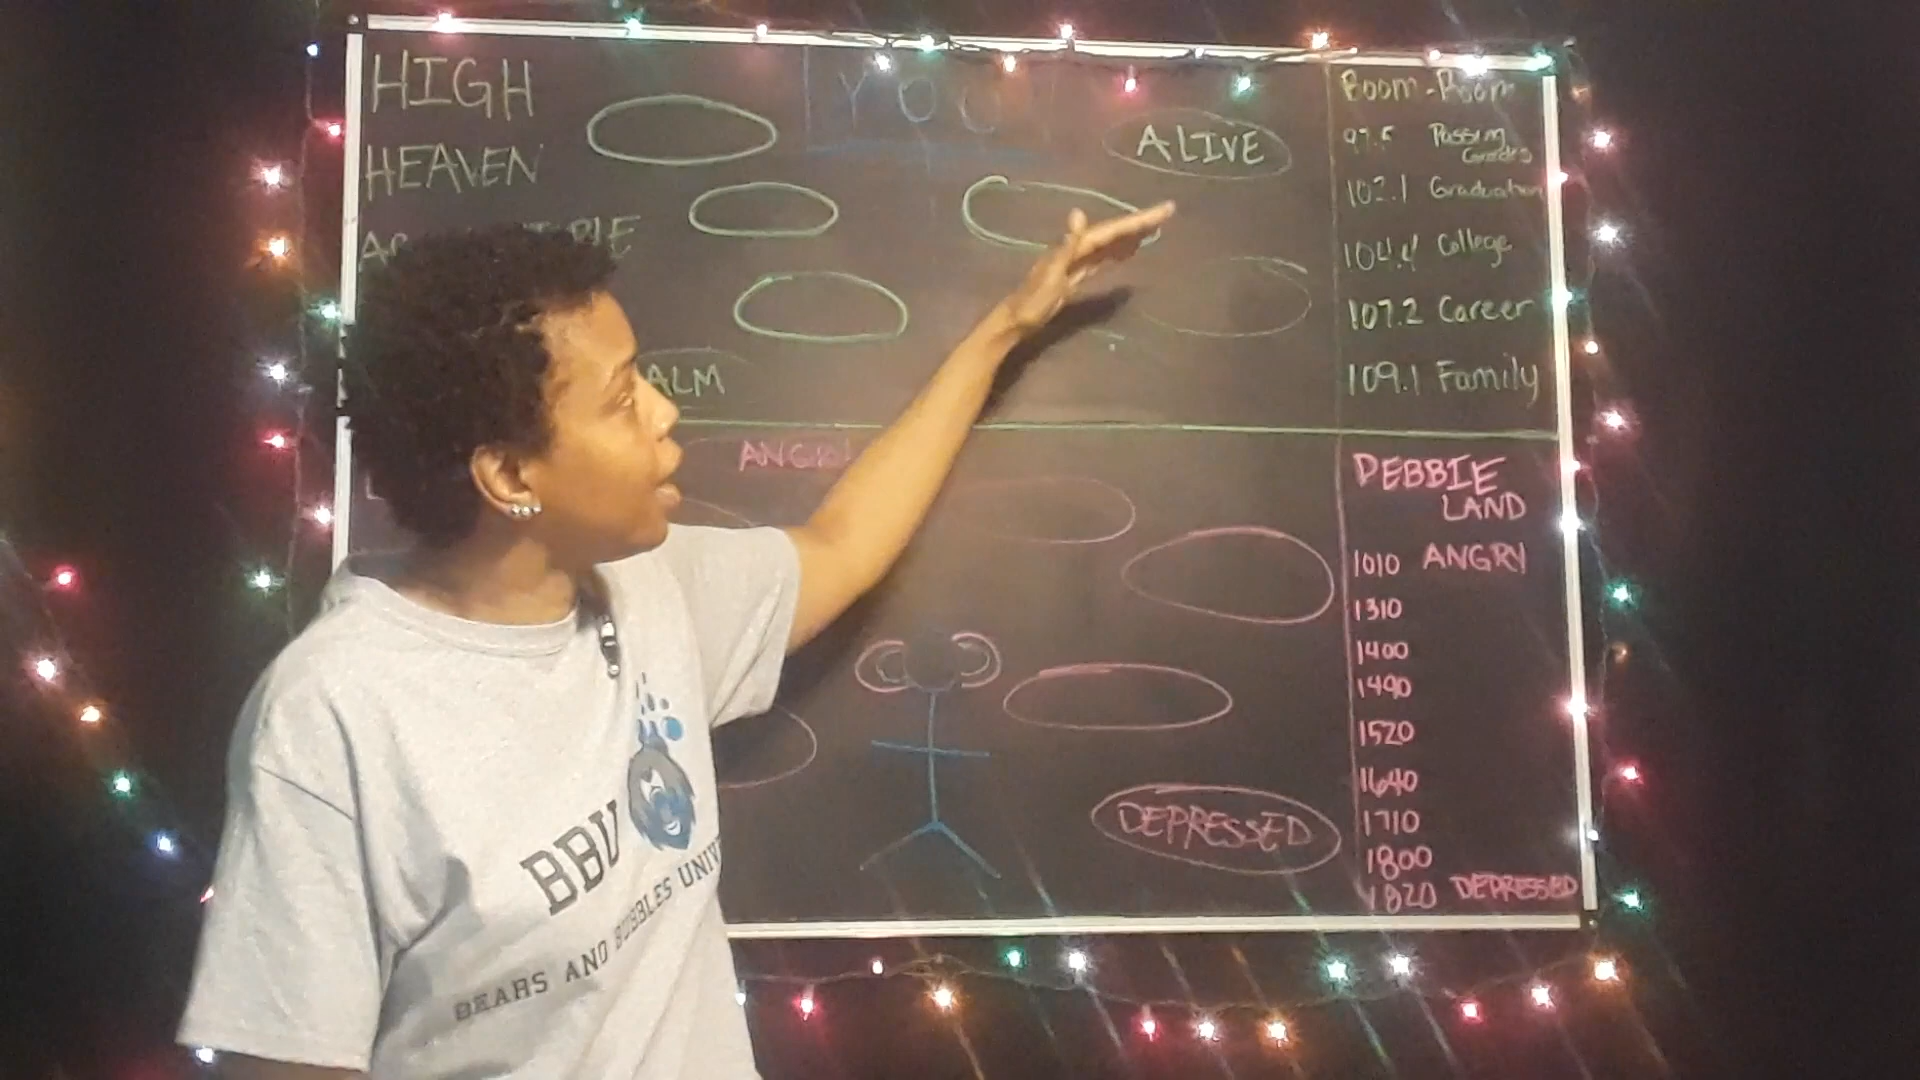 HIGH
HEAVEN
YOU
ALIVE
ALM
Boom-Room
97.5 Passing
Grades
102.1 Graduation
104.4 College
107.2 Career
109.1 Family
ANGRY
DEBBIE
LAND
1010 ANGRY
1310
1400
1490
1520
1640
1710
1800
1820 DEPRESSED
DEPRESSED
BBU
BEARS AND BUBBLES UNIV